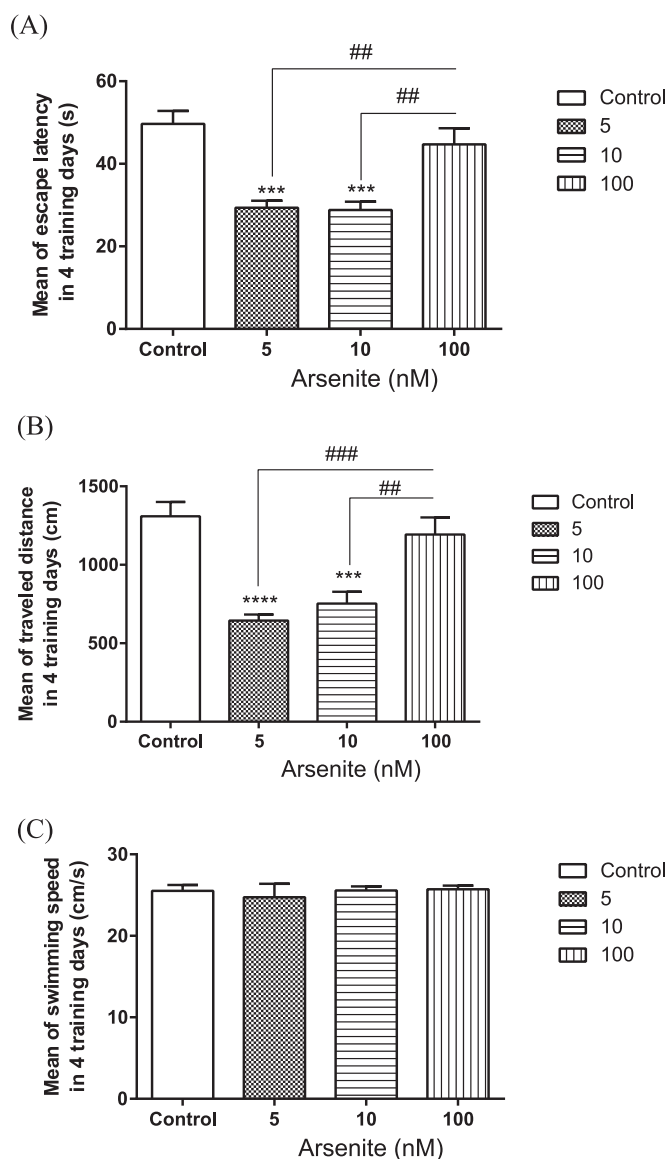 (A)
##
##
60
40
20
0
Mean of escape latency
in 4 training days (s)
***
***
Control
5
10
100
Arsenite (nM)
Control
5
10
100
(B)
###
##
1500
1000
500
0
Mean of traveled distance
in 4 training days (cm)
****
***
Control
5
10
100
Arsenite (nM)
Control
5
10
100
(C)
30
20
10
0
Mean of swimming speed
in 4 training days (cm/s)
Control
5
10
100
Arsenite (nM)
Control
5
10
100